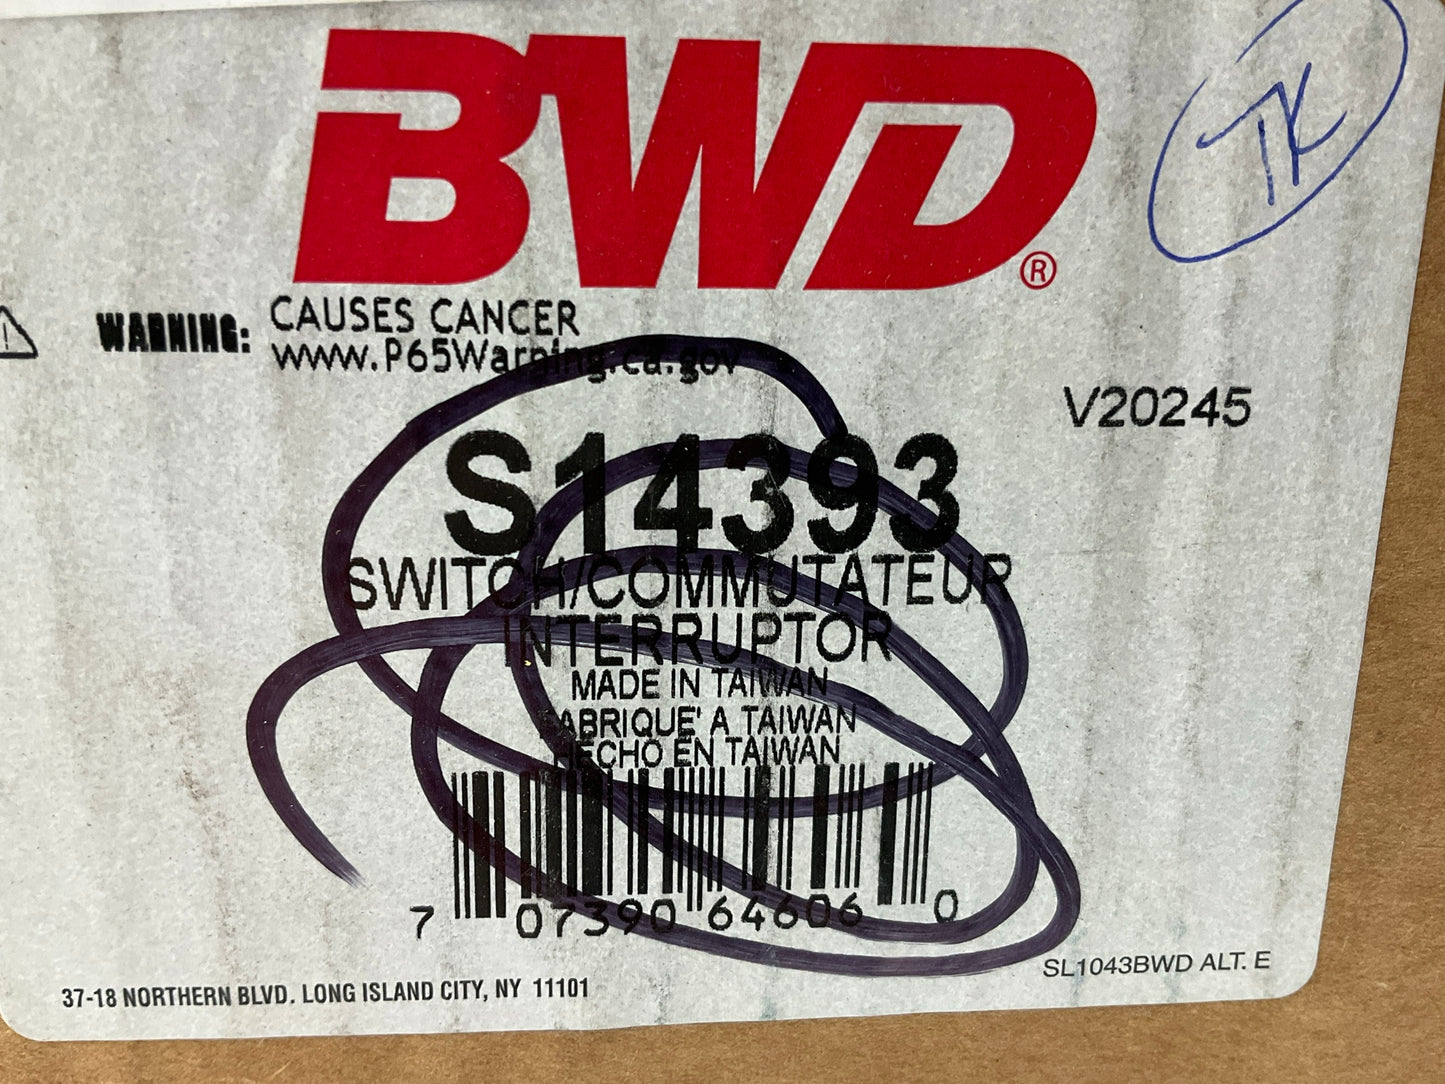 BWD®
TK
WARNING: CAUSES CANCER
www.P65Warning.ca.gov
V20245
S14393
SWITCH/COMMUTATEUR
INTERRUPTOR
MADE IN TAIWAN
FABRIQUE' A TAIWAN
HECHO EN TAIWAN
7 07390 64606 0
SL1043BWD ALT. E
37-18 NORTHERN BLVD. LONG ISLAND CITY, NY 11101